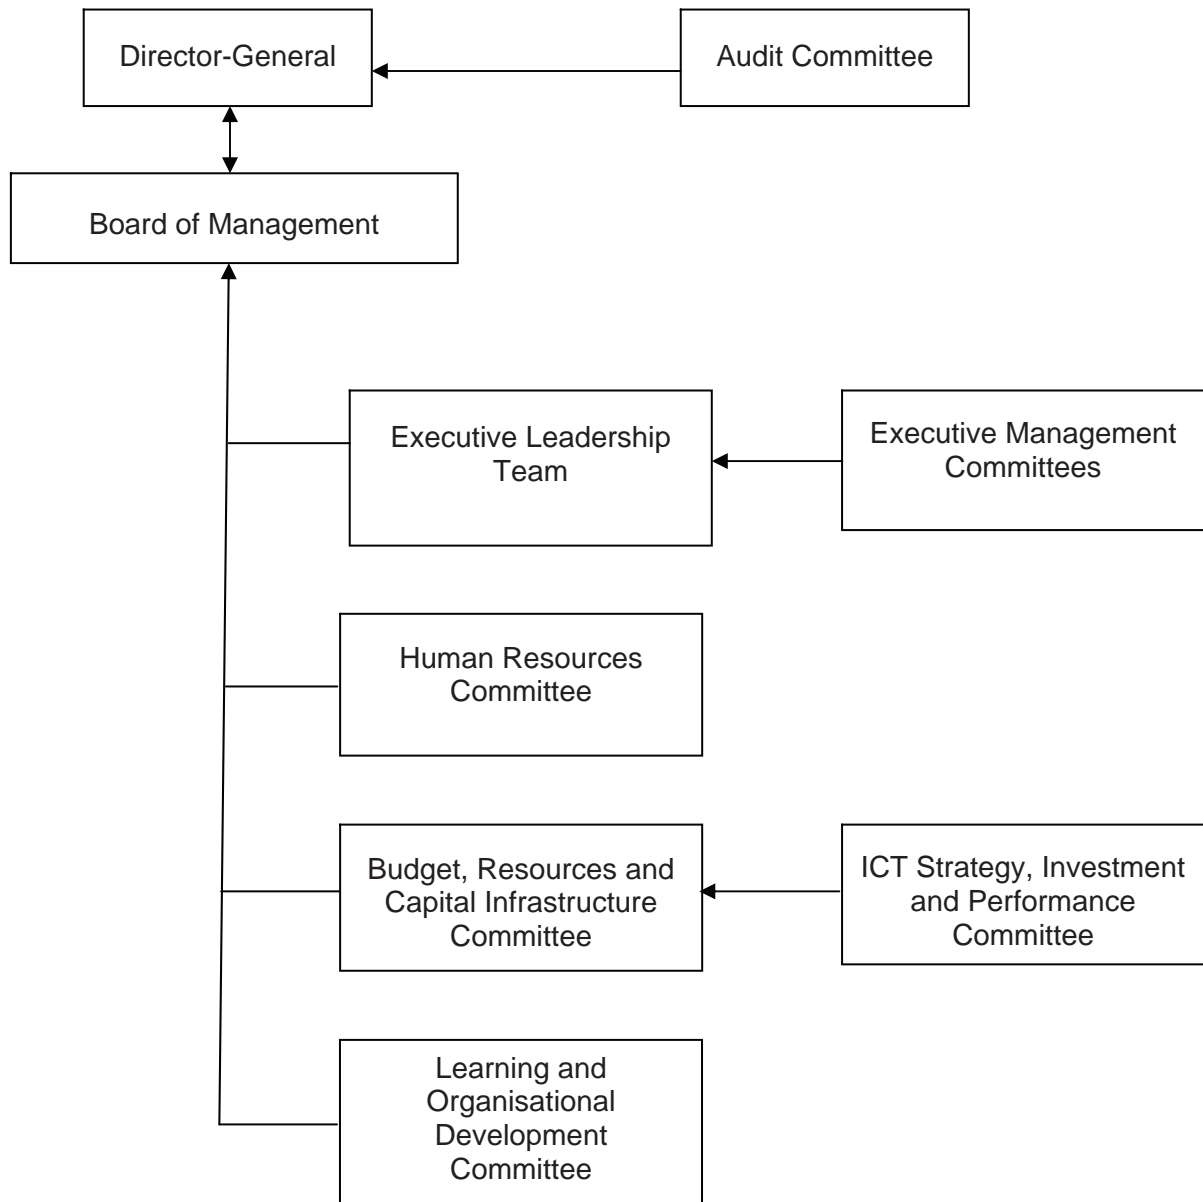 Director-General
Audit Committee
Board of Management
Executive Leadership
Team
Executive Management
Committees
Human Resources
Committee
Budget, Resources and
Capital Infrastructure
Committee
ICT Strategy, Investment
and Performance
Committee
Learning and
Organisational
Development
Committee